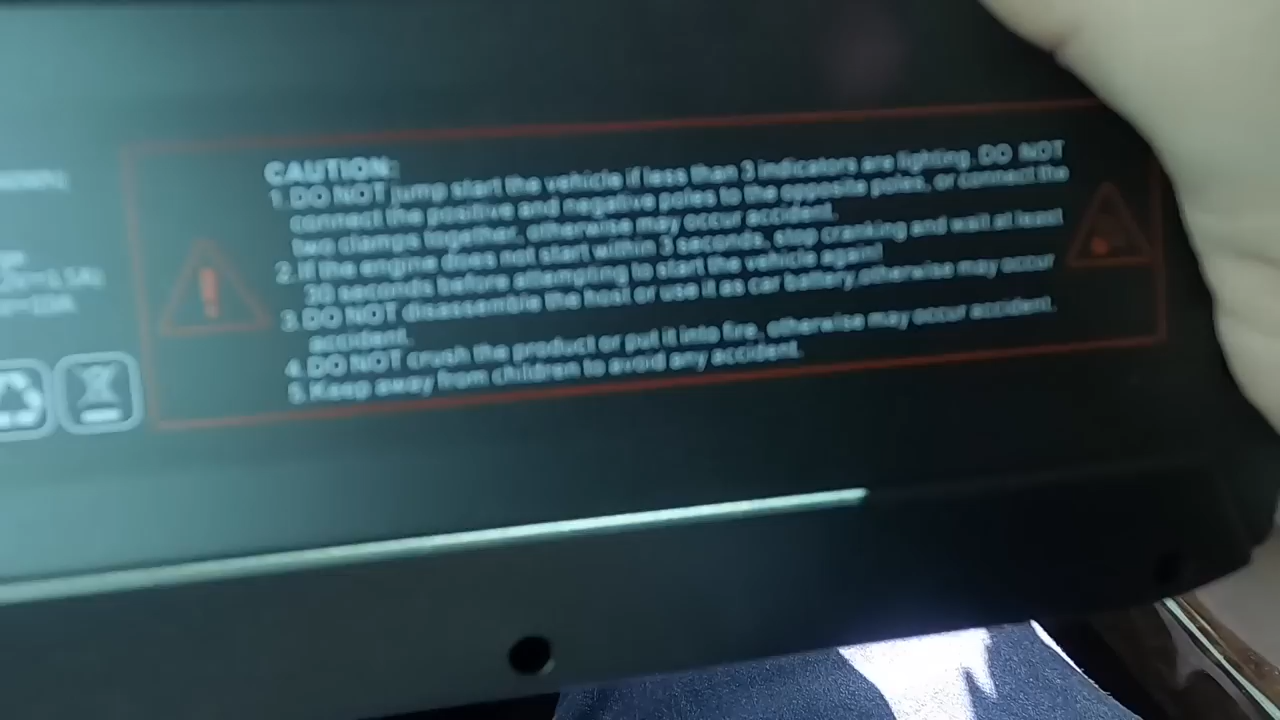 CAUTION:
1. DO NOT jump start the vehicle if less than 3 indicators are lighting. DO NOT
connect the positive and negative poles to the opposite poles, or connect the
two clamps together, otherwise may occur accident.
2. If the engine does not start within 3 seconds, stop cranking and wait at least
30 seconds before attempting to start the vehicle again!
3. DO NOT disassemble the host or use it as car battery, otherwise may occur
accident.
4. DO NOT crush the product or put it into fire, otherwise may occur accident.
5. Keep away from children to avoid any accident.